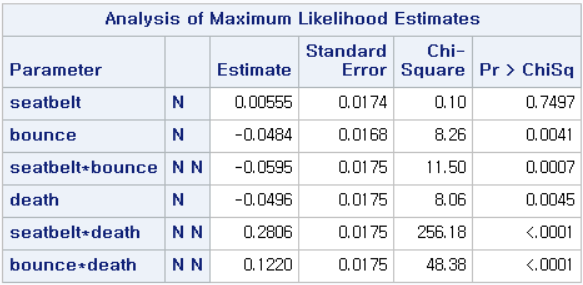 Analysis of Maximum Likelihood Estimates
Parameter Estimate Standard Error Chi-Square Pr > ChiSq
seatbelt N 0.00555 0.0174 0.10 0.7497
bounce N -0.0484 0.0168 8.26 0.0041
seatbelt*bounce N N -0.0595 0.0175 11.50 0.0007
death N -0.0496 0.0175 8.06 0.0045
seatbelt*death N N 0.2806 0.0175 256.18 <.0001
bounce*death N N 0.1220 0.0175 48.38 <.0001